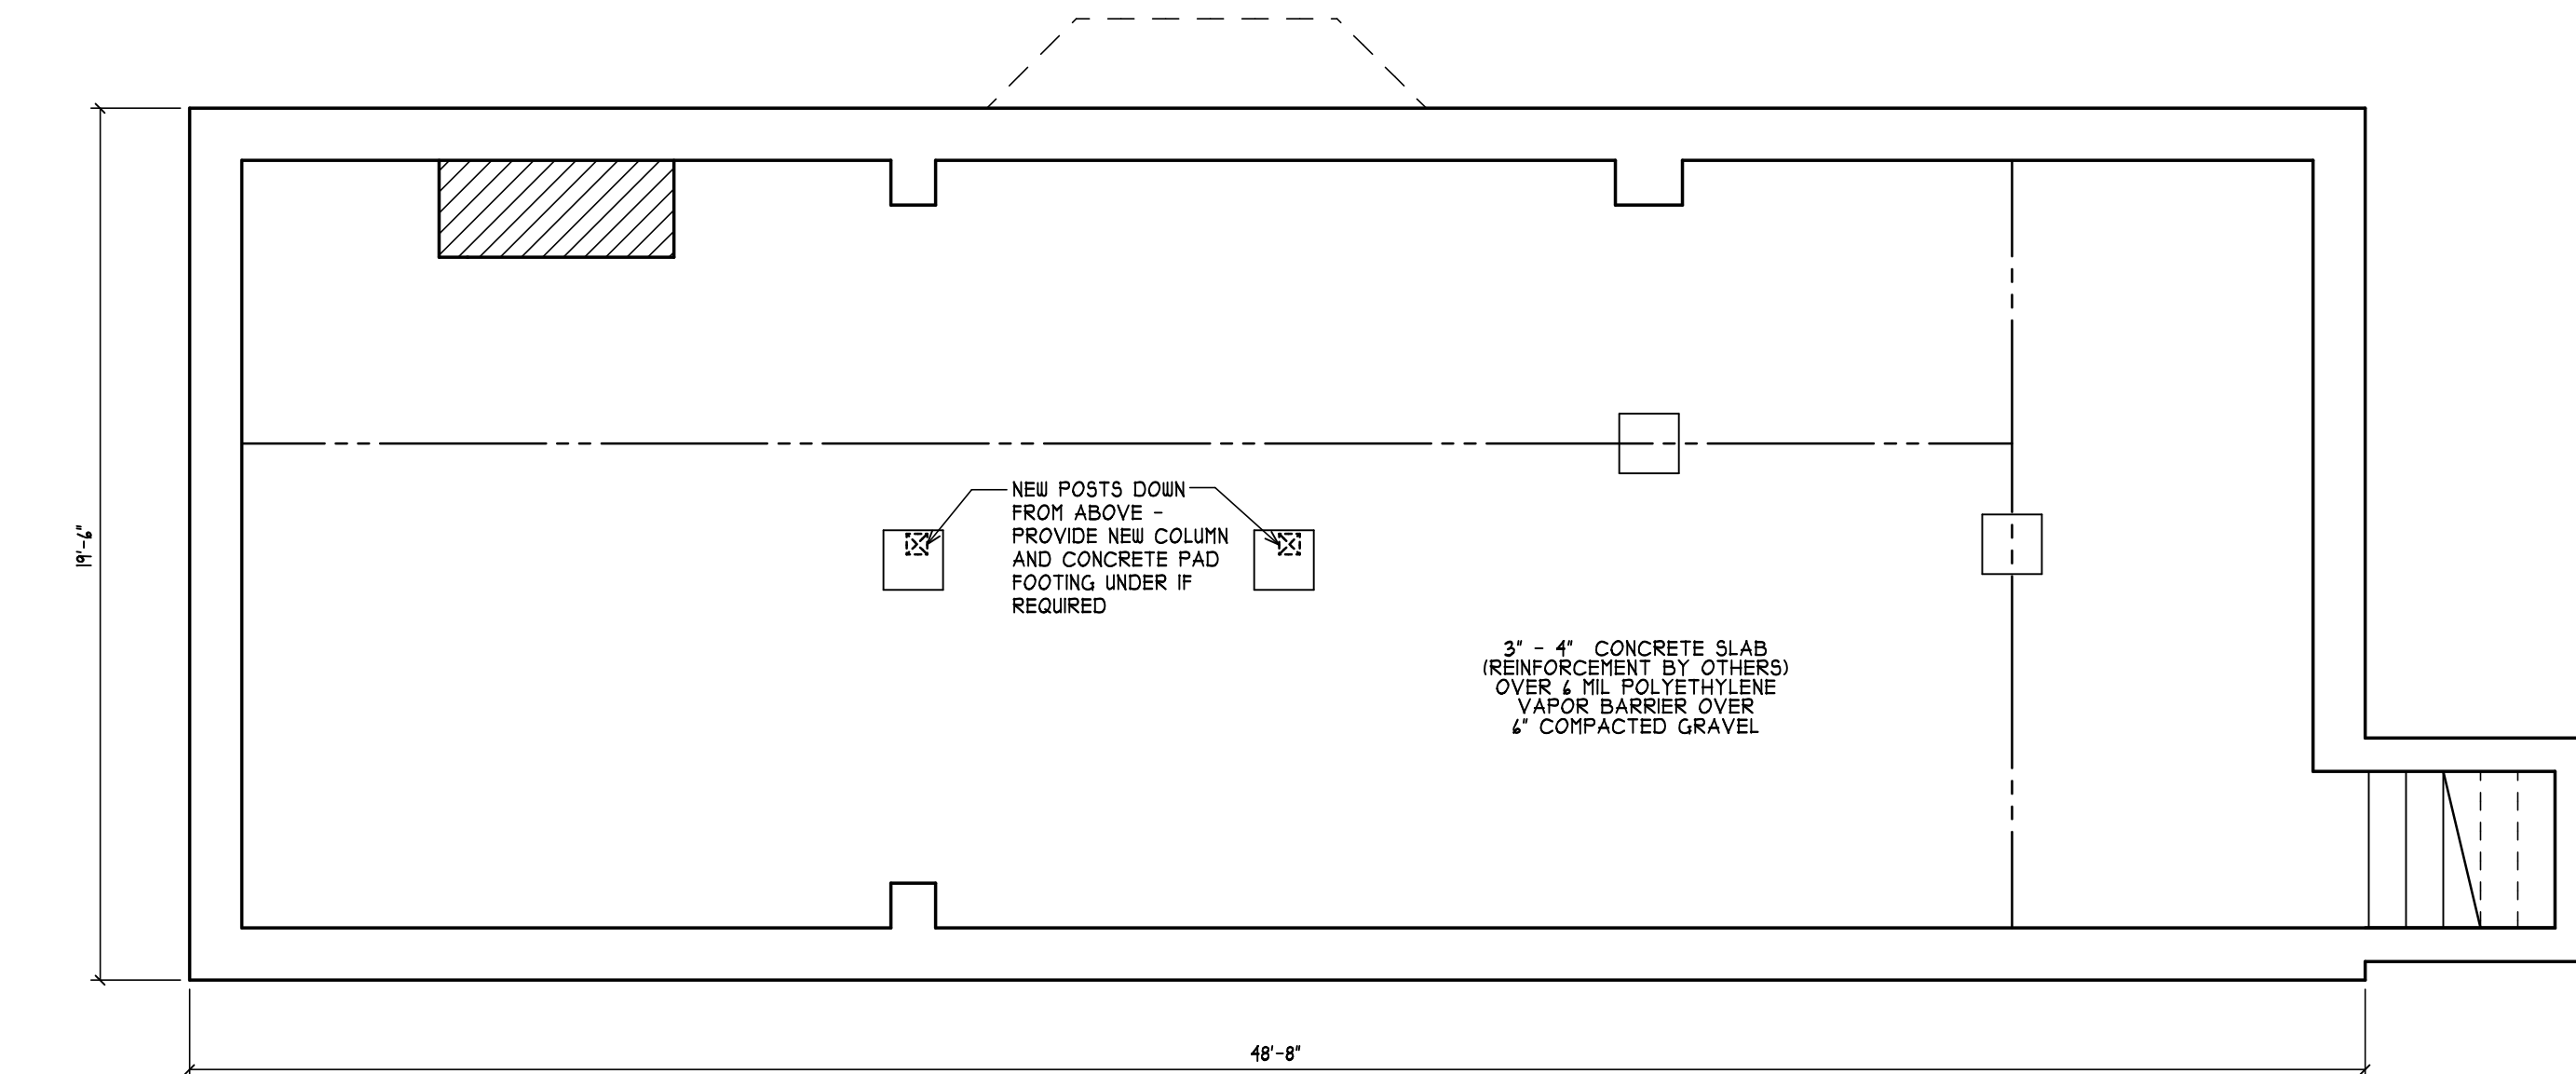 19'-6"
NEW POSTS DOWN
FROM ABOVE -
PROVIDE NEW COLUMN
AND CONCRETE PAD
FOOTING UNDER IF
REQUIRED
3" - 4" CONCRETE SLAB
(REINFORCEMENT BY OTHERS)
OVER 6 MIL POLYETHYLENE
VAPOR BARRIER OVER
6" COMPACTED GRAVEL
48'-8"